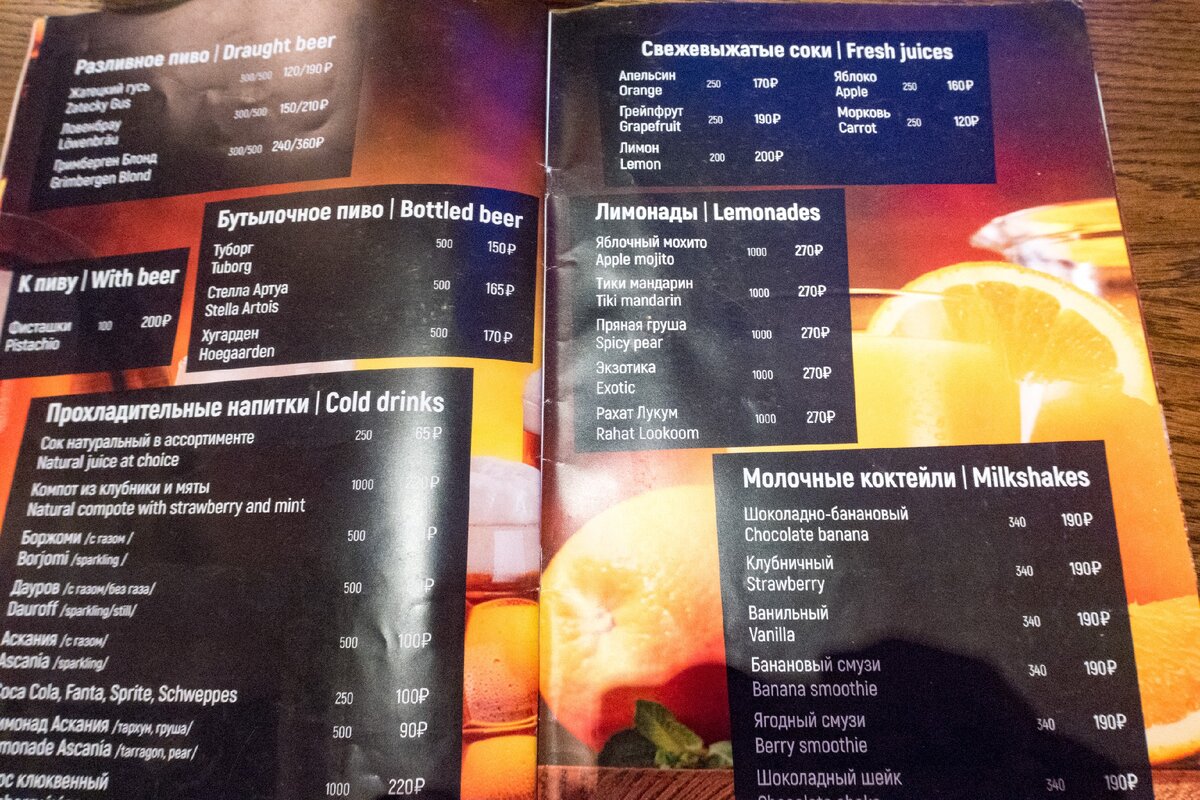 Разливное пиво | Draught beer
Жатецкий гусь 300/500 120/190₽
Zatecky Gus
Ловенбрау 300/500 150/210₽
Löwenbräu
Гримберген Блонд 300/500 240/360₽
Grimbergen Blond
Бутылочное пиво | Bottled beer
Туборг 500 150₽
Tuborg
Стелла Артуа 500 165₽
Stella Artois
Хугарден 500 170₽
Hoegaarden
К пиву | With beer
Фисташки 100 200₽
Pistachio
Прохладительные напитки | Cold drinks
Сок натуральный в ассортименте 250 65₽
Natural juice at choice
Компот из клубники и мяты 1000 220₽
Natural compote with strawberry and mint
Боржоми /с газом / 500 ₽
Borjomi /sparkling /
Дауров /с газом/без газа/ 500 ₽
Dauroff /sparkling/still/
Аскания /с газом/ 500 100₽
Ascania /sparkling/
Coca Cola, Fanta, Sprite, Schweppes 250 100₽
имонад Аскания /тархун, груша/ 500 90₽
monade Ascania /tarragon, pear/
рс клюквенный 1000 220₽
Свежевыжатые соки | Fresh juices
Апельсин 250 170₽
Orange
Грейпфрут 250 190₽
Grapefruit
Лимон 200 200₽
Lemon
Яблоко 250 160₽
Apple
Морковь 250 120₽
Carrot
Лимонады | Lemonades
Яблочный мохито 1000 270₽
Apple mojito
Тики мандарин 1000 270₽
Tiki mandarin
Пряная груша 1000 270₽
Spicy pear
Экзотика 1000 270₽
Exotic
Рахат Лукум 1000 270₽
Rahat Lookoom
Молочные коктейли | Milkshakes
Шоколадно-банановый 340 190₽
Chocolate banana
Клубничный 340 190₽
Strawberry
Ванильный 340 190₽
Vanilla
Банановый смузи 340 190₽
Banana smoothie
Ягодный смузи 340 190₽
Berry smoothie
Шоколадный шейк 340 190₽